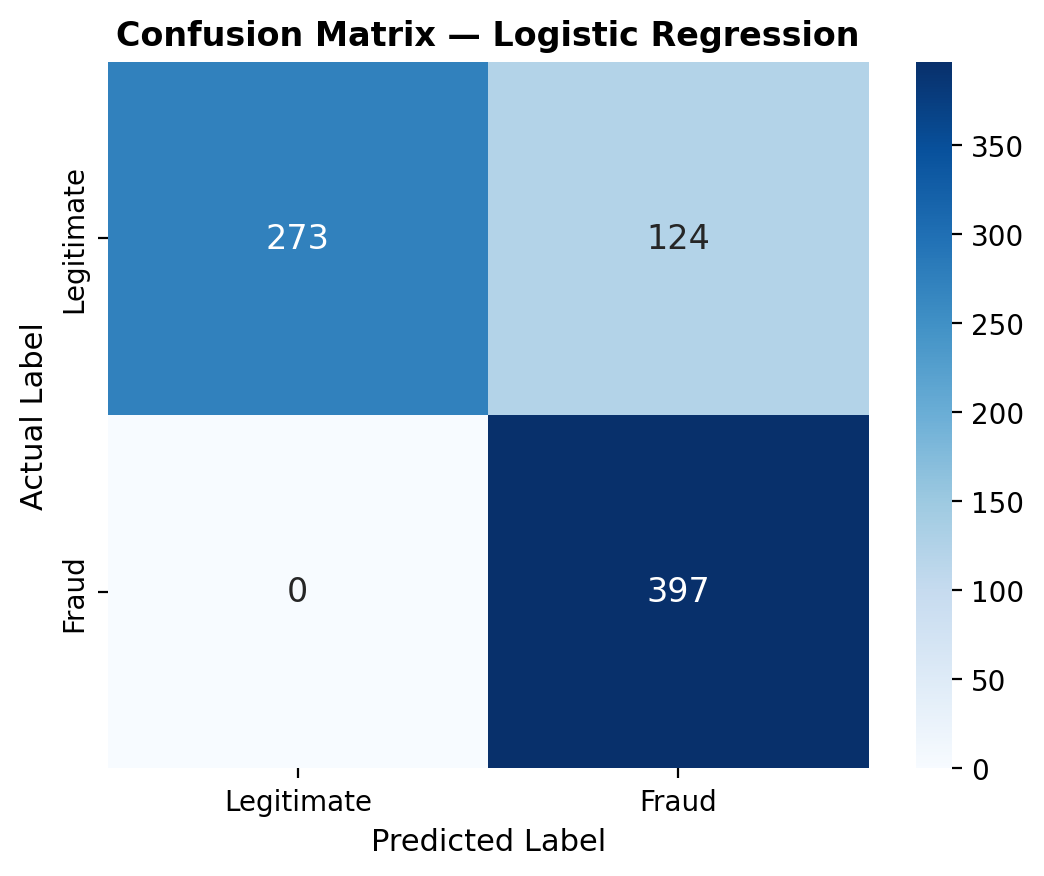 Confusion Matrix — Logistic Regression
Actual Label
Legitimate
273
124
Fraud
0
397
Legitimate
Fraud
Predicted Label
350
300
250
200
150
100
50
0